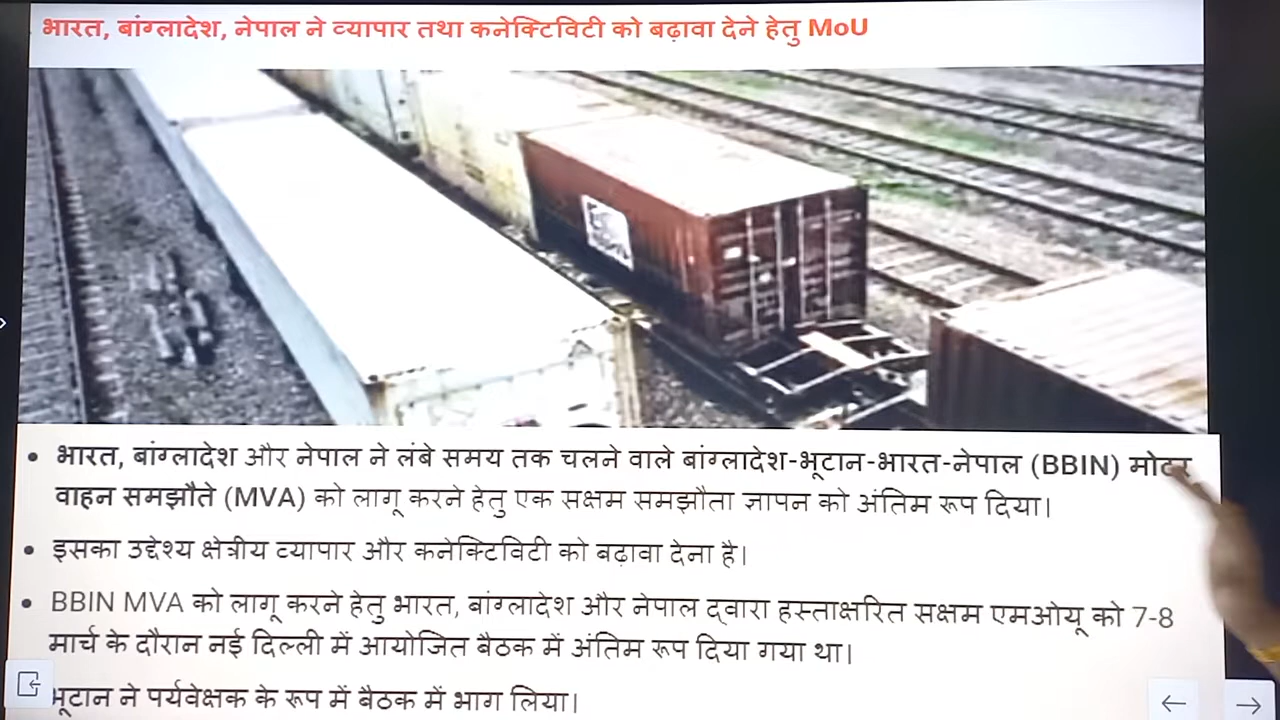 भारत, बांग्लादेश, नेपाल ने व्यापार तथा कनेक्टिविटी को बढ़ावा देने हेतु MoU
भारत, बांग्लादेश और नेपाल ने लंबे समय तक चलने वाले बांग्लादेश-भूटान-भारत-नेपाल (BBIN) मोटर
वाहन समझौते (MVA) को लागू करने हेतु एक सक्षम समझौता ज्ञापन को अंतिम रूप दिया।
इसका उद्देश्य क्षेत्रीय व्यापार और कनेक्टिविटी को बढ़ावा देना है।
BBIN MVA को लागू करने हेतु भारत, बांग्लादेश और नेपाल द्वारा हस्ताक्षरित सक्षम एमओयू को 7-8
मार्च के दौरान नई दिल्ली में आयोजित बैठक में अंतिम रूप दिया गया था।
भूटान ने पर्यवेक्षक के रूप में बैठक में भाग लिया।